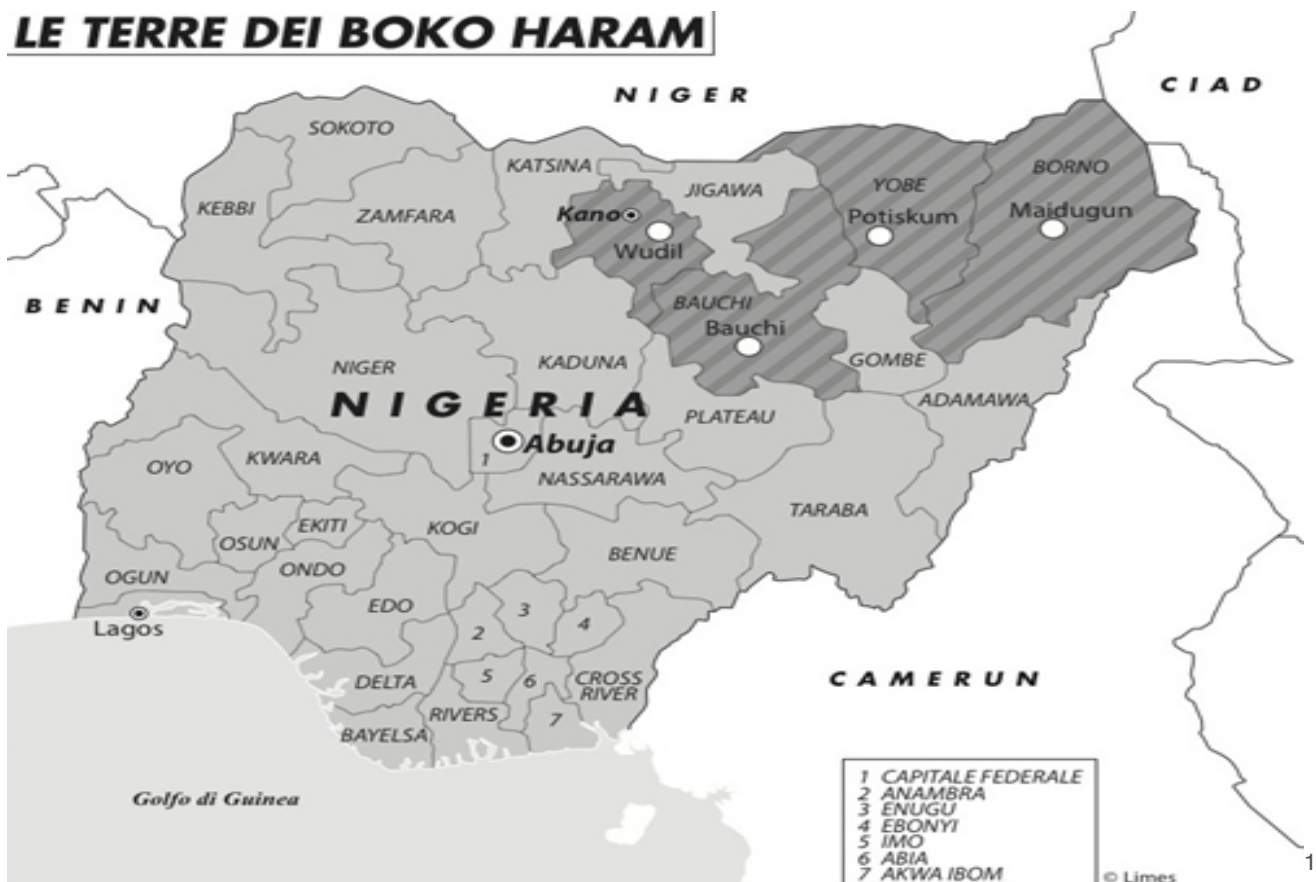 LE TERRE DEI BOKO HARAM
NIGER
CIAD
SOKOTO
KATSINA
JIGAWA
YOBE
BORNO
KEBBI
ZAMFARA
Kano
Potiskum
Maidugun
Wudil
BENIN
BAUCHI
Bauchi
NIGER
KADUNA
GOMBE
NIGERIA
ADAMAWA
PLATEAU
1
Abuja
OYO
KWARA
NASSARAWA
TARABA
EKITI
KOGI
OSUN
BENUE
OGUN
ONDO
EDO
3
4
2
Lagos
5
6
CROSS
RIVER
DELTA
CAMERUN
RIVERS
7
BAYELSA
Golfo di Guinea
1 CAPITALE FEDERALE
2 ANAMBRA
3 ENUGU
4 EBONYI
5 IMO
6 ABIA
7 AKWA IBOM
© Limes
1